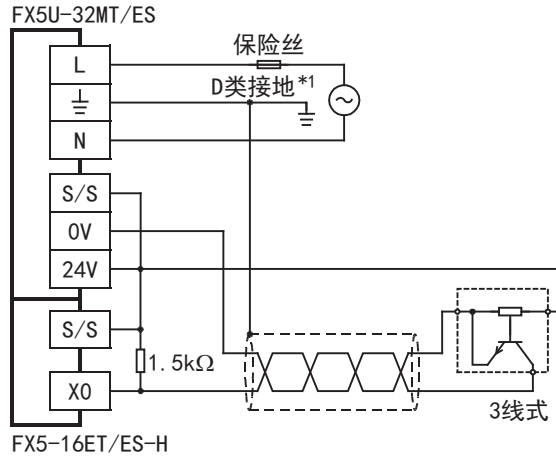 FX5U-32MT/ES
保险丝
L
D类接地*1
N
S/S
0V
24V
S/S
1.5kΩ
X0
3线式
FX5-16ET/ES-H